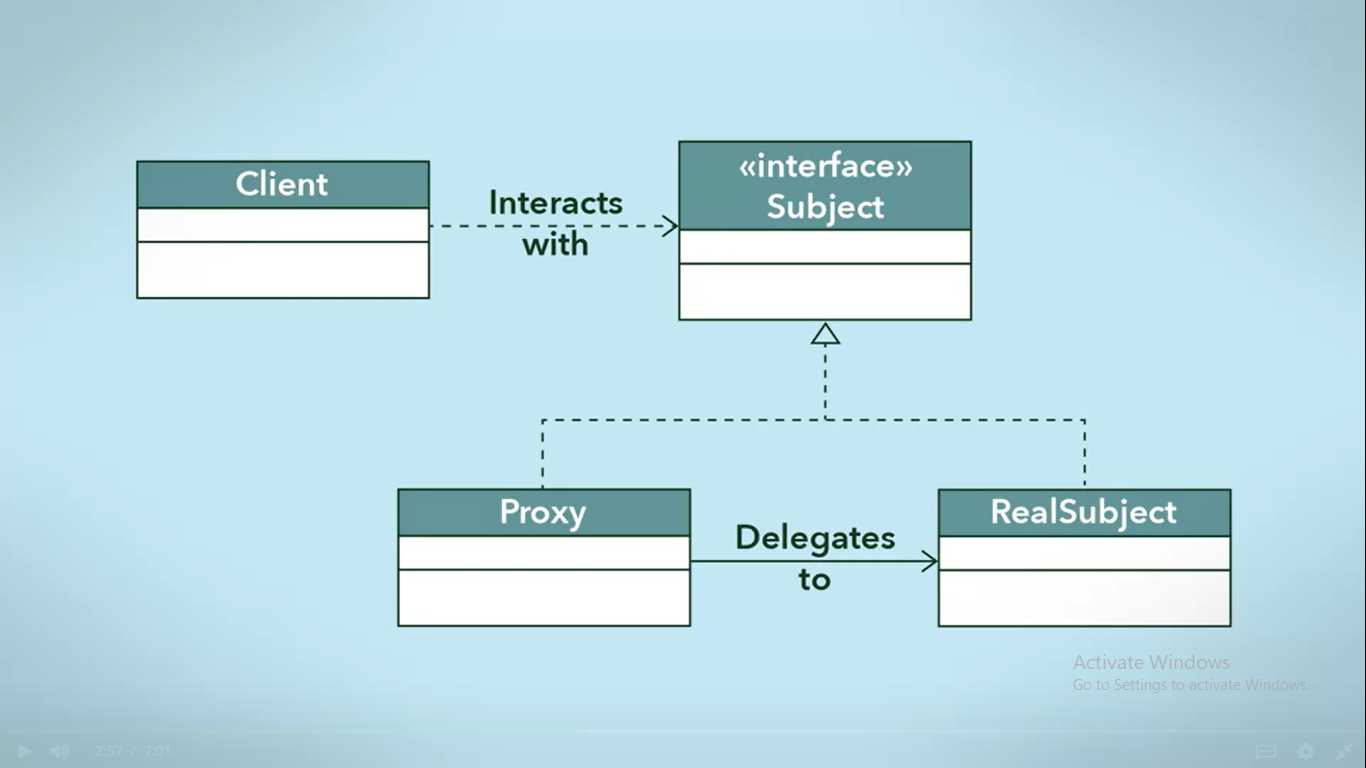 Client
Interacts
with
«interface»
Subject
Proxy
Delegates
to
RealSubject
Activate Windows
Go to Settings to activate Windows.
2:57 / 7:01